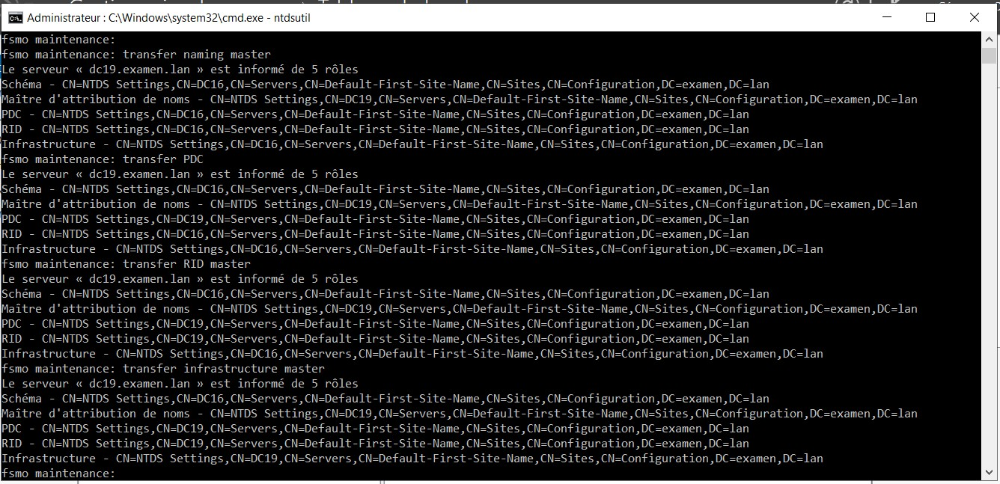 Administrateur : C:\Windows\system32\cmd.exe - ntdsutil
fsmo maintenance:
fsmo maintenance: transfer naming master
Le serveur « dc19.examen.lan » est informé de 5 rôles
Schéma - CN=NTDS Settings,CN=DC16,CN=Servers,CN=Default-First-Site-Name,CN=Sites,CN=Configuration,DC=examen,DC=lan
Maître d'attribution de noms - CN=NTDS Settings,CN=DC19,CN=Servers,CN=Default-First-Site-Name,CN=Sites,CN=Configuration,DC=examen,DC=lan
PDC - CN=NTDS Settings,CN=DC16,CN=Servers,CN=Default-First-Site-Name,CN=Sites,CN=Configuration,DC=examen,DC=lan
RID - CN=NTDS Settings,CN=DC16,CN=Servers,CN=Default-First-Site-Name,CN=Sites,CN=Configuration,DC=examen,DC=lan
Infrastructure - CN=NTDS Settings,CN=DC16,CN=Servers,CN=Default-First-Site-Name,CN=Sites,CN=Configuration,DC=examen,DC=lan
fsmo maintenance: transfer PDC
Le serveur « dc19.examen.lan » est informé de 5 rôles
Schéma - CN=NTDS Settings,CN=DC16,CN=Servers,CN=Default-First-Site-Name,CN=Sites,CN=Configuration,DC=examen,DC=lan
Maître d'attribution de noms - CN=NTDS Settings,CN=DC19,CN=Servers,CN=Default-First-Site-Name,CN=Sites,CN=Configuration,DC=examen,DC=lan
PDC - CN=NTDS Settings,CN=DC19,CN=Servers,CN=Default-First-Site-Name,CN=Sites,CN=Configuration,DC=examen,DC=lan
RID - CN=NTDS Settings,CN=DC16,CN=Servers,CN=Default-First-Site-Name,CN=Sites,CN=Configuration,DC=examen,DC=lan
Infrastructure - CN=NTDS Settings,CN=DC16,CN=Servers,CN=Default-First-Site-Name,CN=Sites,CN=Configuration,DC=examen,DC=lan
fsmo maintenance: transfer RID master
Le serveur « dc19.examen.lan » est informé de 5 rôles
Schéma - CN=NTDS Settings,CN=DC16,CN=Servers,CN=Default-First-Site-Name,CN=Sites,CN=Configuration,DC=examen,DC=lan
Maître d'attribution de noms - CN=NTDS Settings,CN=DC19,CN=Servers,CN=Default-First-Site-Name,CN=Sites,CN=Configuration,DC=examen,DC=lan
PDC - CN=NTDS Settings,CN=DC19,CN=Servers,CN=Default-First-Site-Name,CN=Sites,CN=Configuration,DC=examen,DC=lan
RID - CN=NTDS Settings,CN=DC19,CN=Servers,CN=Default-First-Site-Name,CN=Sites,CN=Configuration,DC=examen,DC=lan
Infrastructure - CN=NTDS Settings,CN=DC16,CN=Servers,CN=Default-First-Site-Name,CN=Sites,CN=Configuration,DC=examen,DC=lan
fsmo maintenance: transfer infrastructure master
Le serveur « dc19.examen.lan » est informé de 5 rôles
Schéma - CN=NTDS Settings,CN=DC16,CN=Servers,CN=Default-First-Site-Name,CN=Sites,CN=Configuration,DC=examen,DC=lan
Maître d'attribution de noms - CN=NTDS Settings,CN=DC19,CN=Servers,CN=Default-First-Site-Name,CN=Sites,CN=Configuration,DC=examen,DC=lan
PDC - CN=NTDS Settings,CN=DC19,CN=Servers,CN=Default-First-Site-Name,CN=Sites,CN=Configuration,DC=examen,DC=lan
RID - CN=NTDS Settings,CN=DC19,CN=Servers,CN=Default-First-Site-Name,CN=Sites,CN=Configuration,DC=examen,DC=lan
Infrastructure - CN=NTDS Settings,CN=DC19,CN=Servers,CN=Default-First-Site-Name,CN=Sites,CN=Configuration,DC=examen,DC=lan
fsmo maintenance: